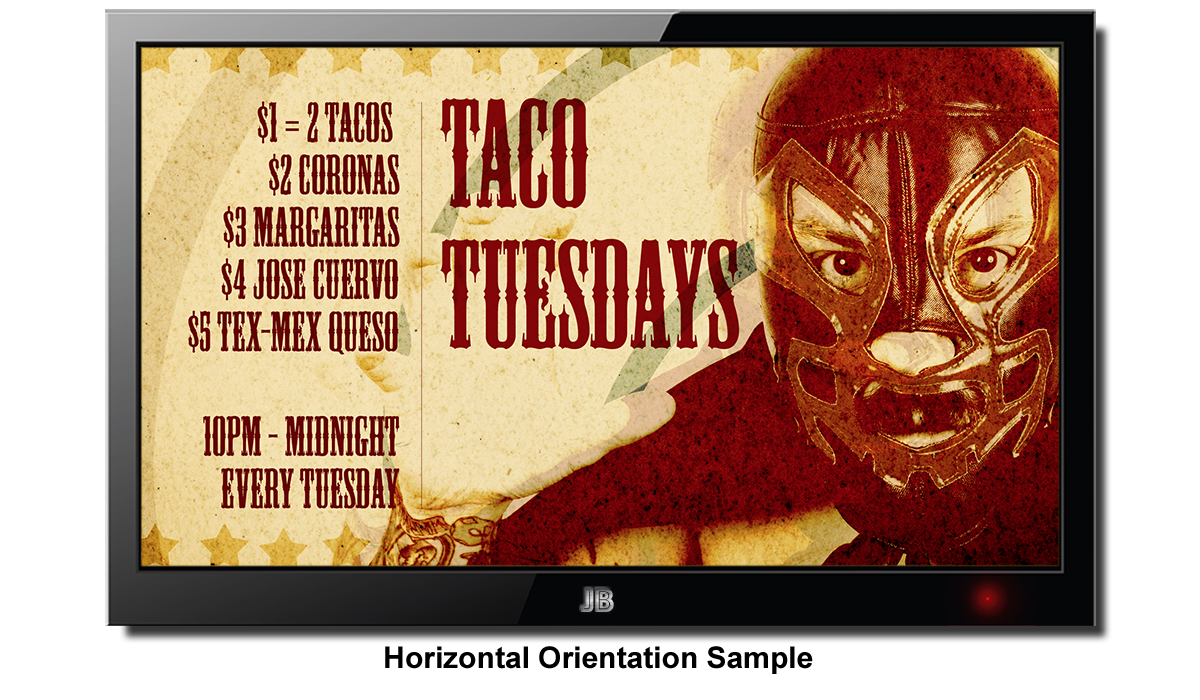 $1 = 2 TACOS
$2 CORONAS
$3 MARGARITAS
$4 JOSE CUERVO
$5 TEX-MEX QUESO
10PM - MIDNIGHT
EVERY TUESDAY
TACO
TUESDAYS
JB
Horizontal Orientation Sample